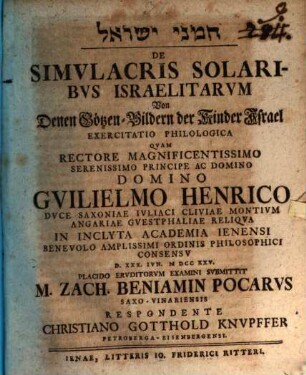 חמני ישראל
DE
SIMVLACRIS SOLARI-
BVS ISRAELITARVM
Von
Denen Götzen-Bildern der Kinder Israel
EXERCITATIO PHILOLOGICA
QVAM
RECTORE MAGNIFICENTISSIMO
SERENISSIMO PRINCIPE AC DOMINO
DOMINO
GVILIELMO HENRICO
DVCE SAXONIAE IVLIACI CLIVIAE MONTIVM
ANGARIAE GVESTPHALIAE RELIQVA
IN INCLVTA ACADEMIA IENENSI
BENEVOLO AMPLISSIMI ORDINIS PHILOSOPHICI
CONSENSV
D. XXX. IVN. M DCC XXV.
PLACIDO ERVDITORVM EXAMINI SVBMITTIT
M. ZACH. BENIAMIN POCARVS
SAXO-VINARIENSIS
RESPONDENTE
CHRISTIANO GOTTHOLD KNVPFFER
PETROBERGA-EISENBERGENSI.
IENAE, LITTERIS IO. FRIDERICI RITTERI.